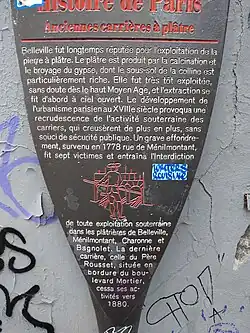 Histoire de Paris
Anciennes carrières à plâtre
Belleville fut longtemps réputée pour l'exploitation de la
pierre à plâtre. Le plâtre est produit par la calcination et
le broyage du gypse, dont le sous-sol de la colline est
particulièrement riche. Elle fut très tôt exploitée,
sans doute dès le haut Moyen Age, et l'extraction se
fit d'abord à ciel ouvert. Le développement de
l'urbanisme parisien au XVIIIe siècle provoqua une
recrudescence de l'activité souterraine des
carriers, qui creusèrent de plus en plus, sans
souci de sécurité publique. Un grave effondre-
ment, survenu en 1778 rue de Ménilmontant,
fit sept victimes et entraîna l'interdiction
de toute exploitation souterraine
dans les plâtrières de Belleville,
Ménilmontant, Charonne et
Bagnolet. La dernière
carrière, celle du Père
Rousset, située en
bordure du bou-
levard Mortier,
cessa ses ac-
tivités vers
1880.